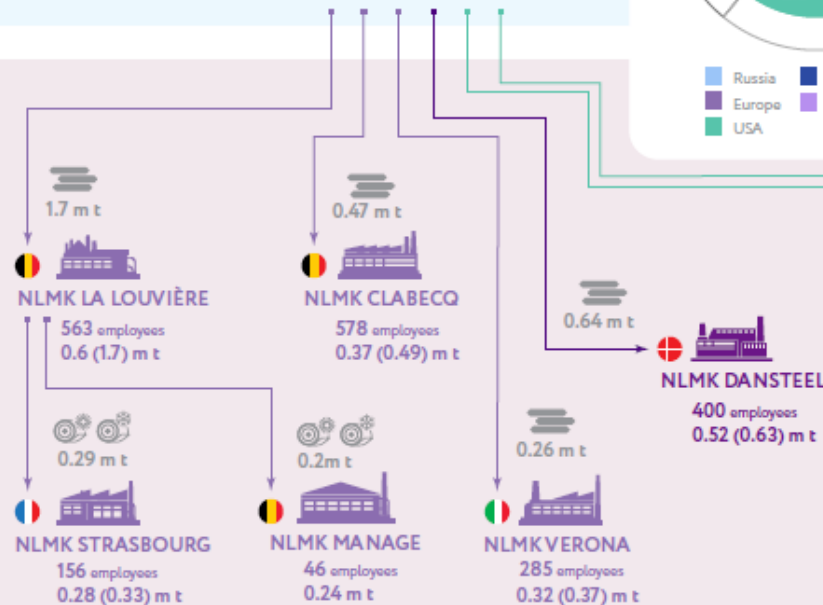 Russia
Europe
USA
1.7 m t
NLMK LA LOUVIÈRE
563 employees
0.6 (1.7) m t
0.47 m t
NLMK CLABECQ
578 employees
0.37 (0.49) m t
0.64 m t
NLMK DANSTEEL
400 employees
0.52 (0.63) m t
0.29 m t
NLMK STRASBOURG
156 employees
0.28 (0.33) m t
0.2m t
NLMK MANAGE
46 employees
0.24 m t
0.26 m t
NLMK VERONA
285 employees
0.32 (0.37) m t